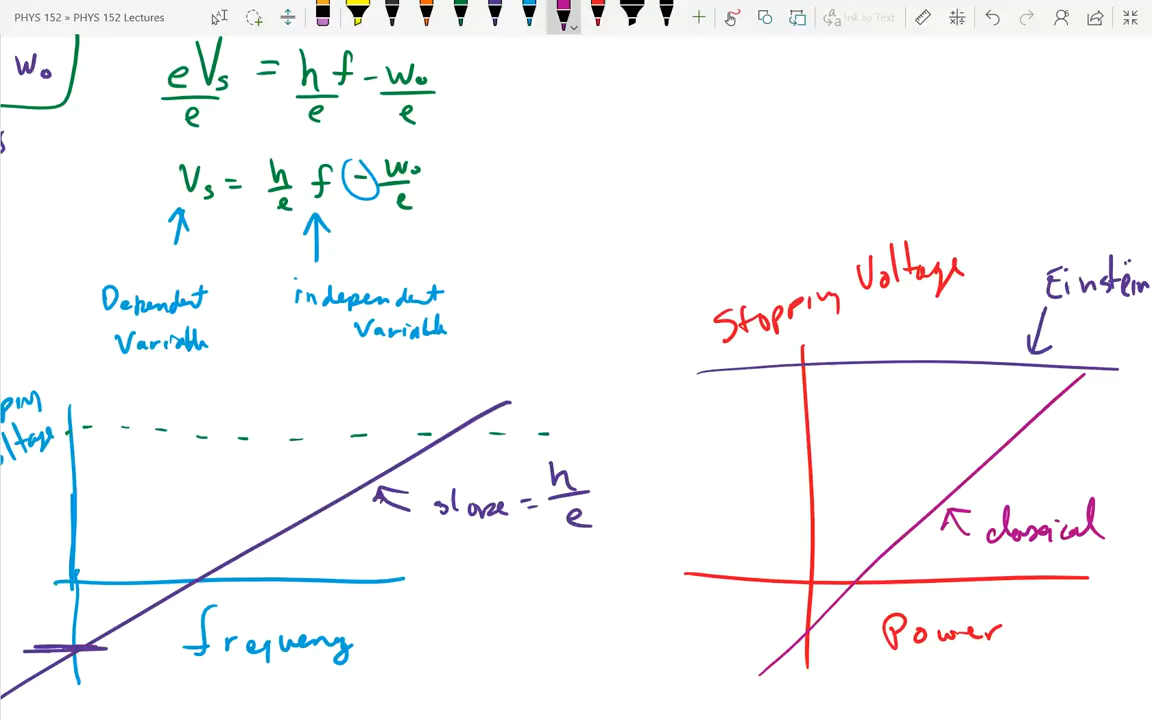 PHYS 152 » PHYS 152 Lectures
Ink to Text
W₀
eVs/e = hf/e - W₀/e
Vs = h/e f - W₀/e
Dependent
Variable
independent
Variable
slope = h/e
frequency
Stopping Voltage
Einstein
classical
Power